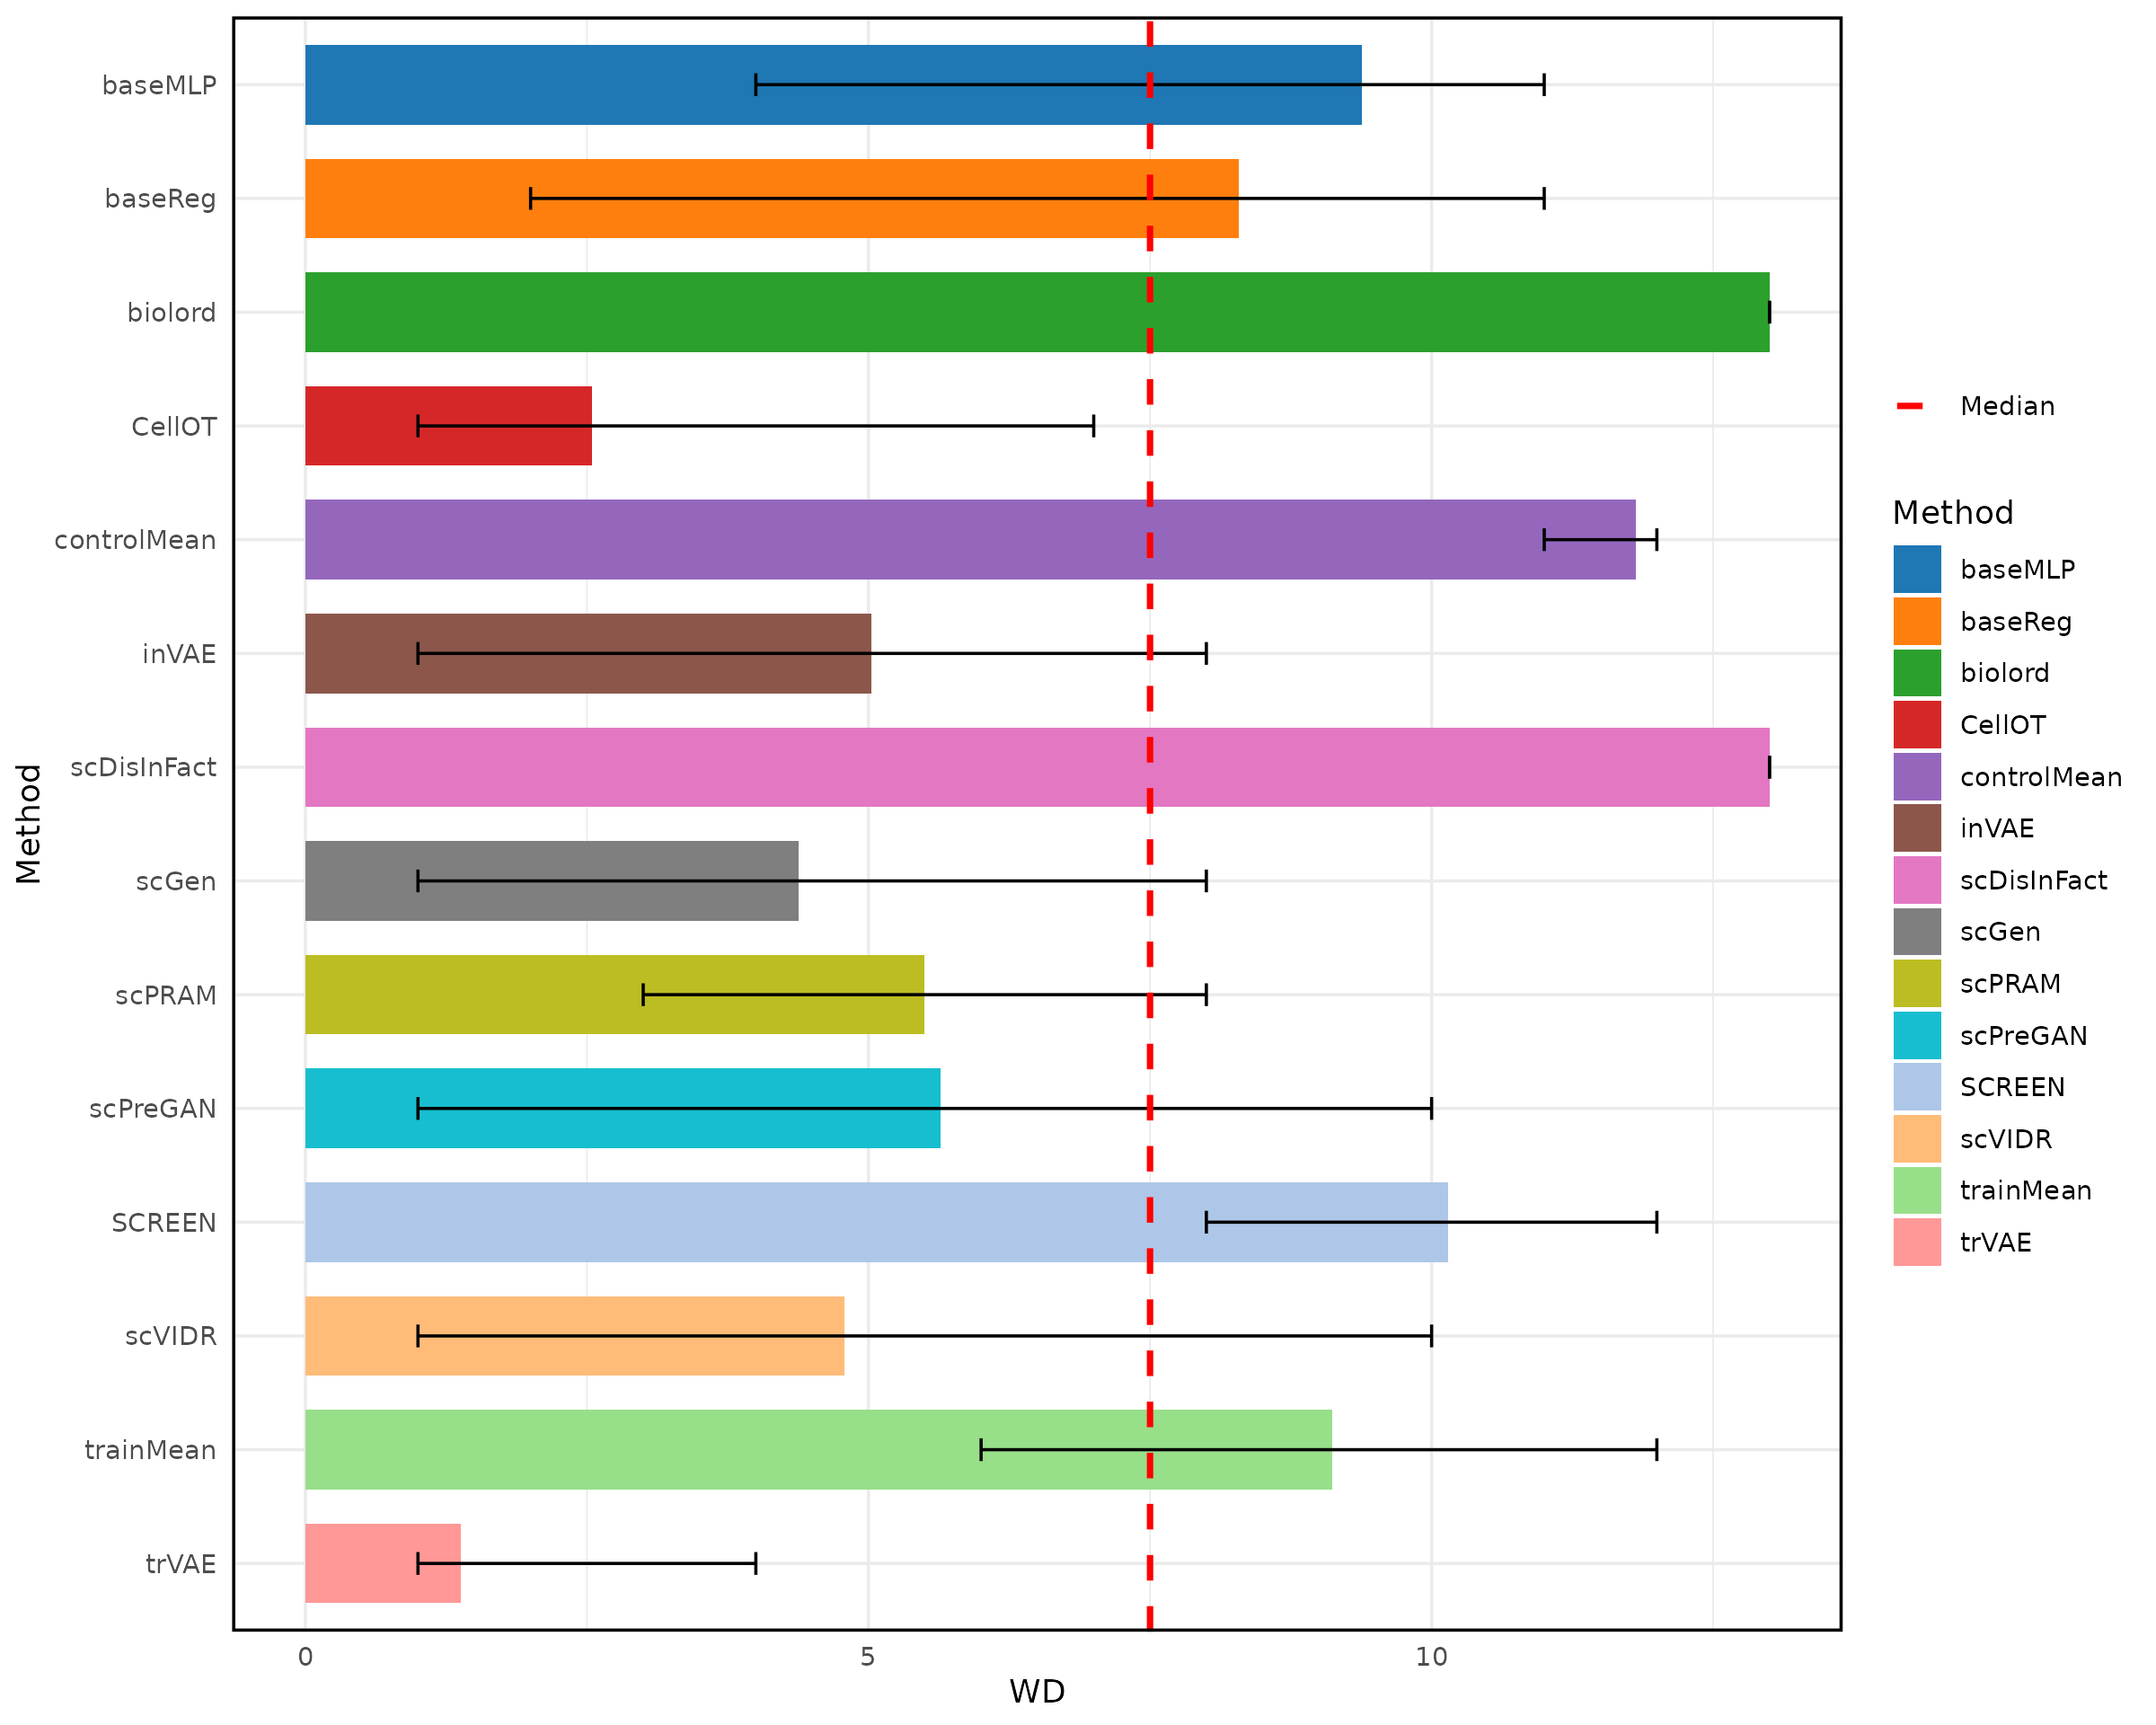 Method
baseMLP
baseReg
biolord
CellOT
controlMean
inVAE
scDisInFact
scGen
scPRAM
scPreGAN
SCREEN
scVIDR
trainMean
trVAE
0 5 10
WD
Median
Method
baseMLP
baseReg
biolord
CellOT
controlMean
inVAE
scDisInFact
scGen
scPRAM
scPreGAN
SCREEN
scVIDR
trainMean
trVAE